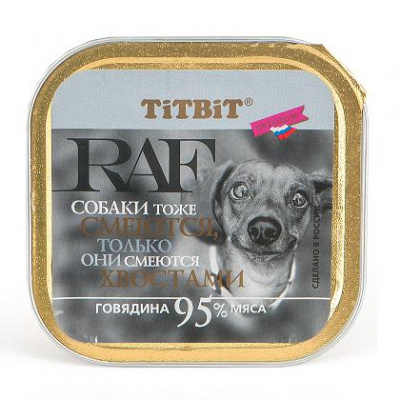 TiTBiT®
RAF
СОБАКИ ТОЖЕ
СМЕЮТСЯ,
ТОЛЬКО
ОНИ СМЕЮТСЯ
ХВОСТАМИ
ГОВЯДИНА 95% МЯСА
СДЕЛАНО В РОССИИ